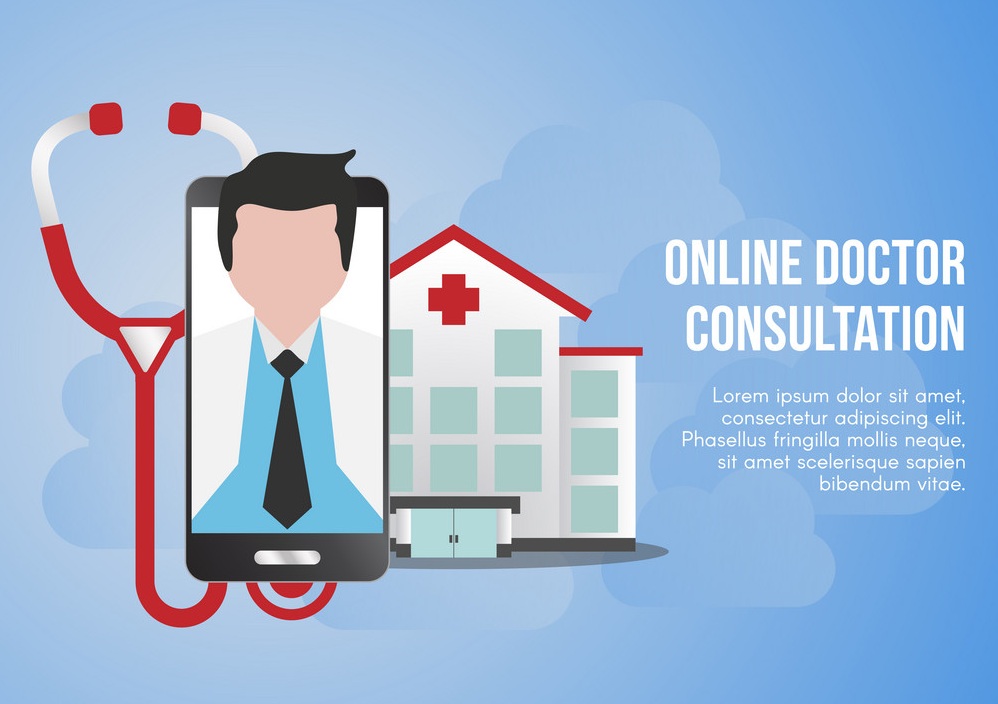 ONLINE DOCTOR
CONSULTATION
Lorem ipsum dolor sit amet,
consectetur adipiscing elit.
Phasellus fringilla mollis neque,
sit amet scelerisque sapien
bibendum vitae.